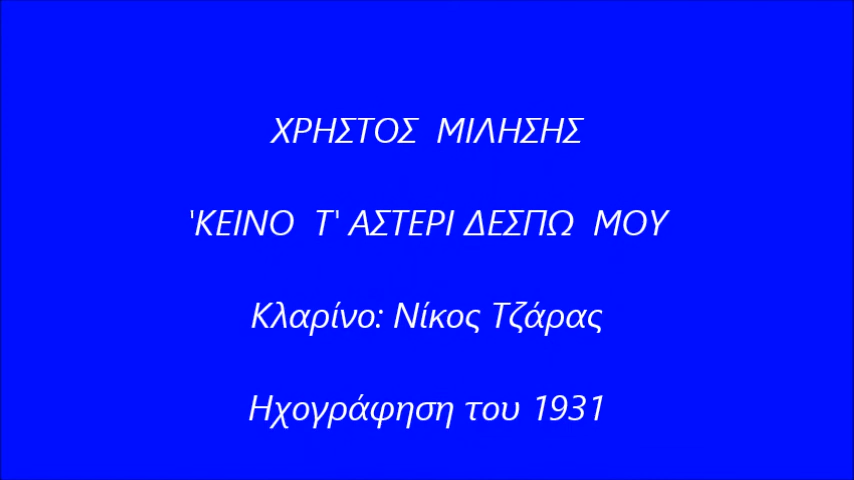 ΧΡΗΣΤΟΣ ΜΙΛΗΣΗΣ
'ΚΕΙΝΟ Τ' ΑΣΤΕΡΙ ΔΕΣΠΩ ΜΟΥ
Κλαρίνο: Νίκος Τζάρας
Ηχογράφηση του 1931